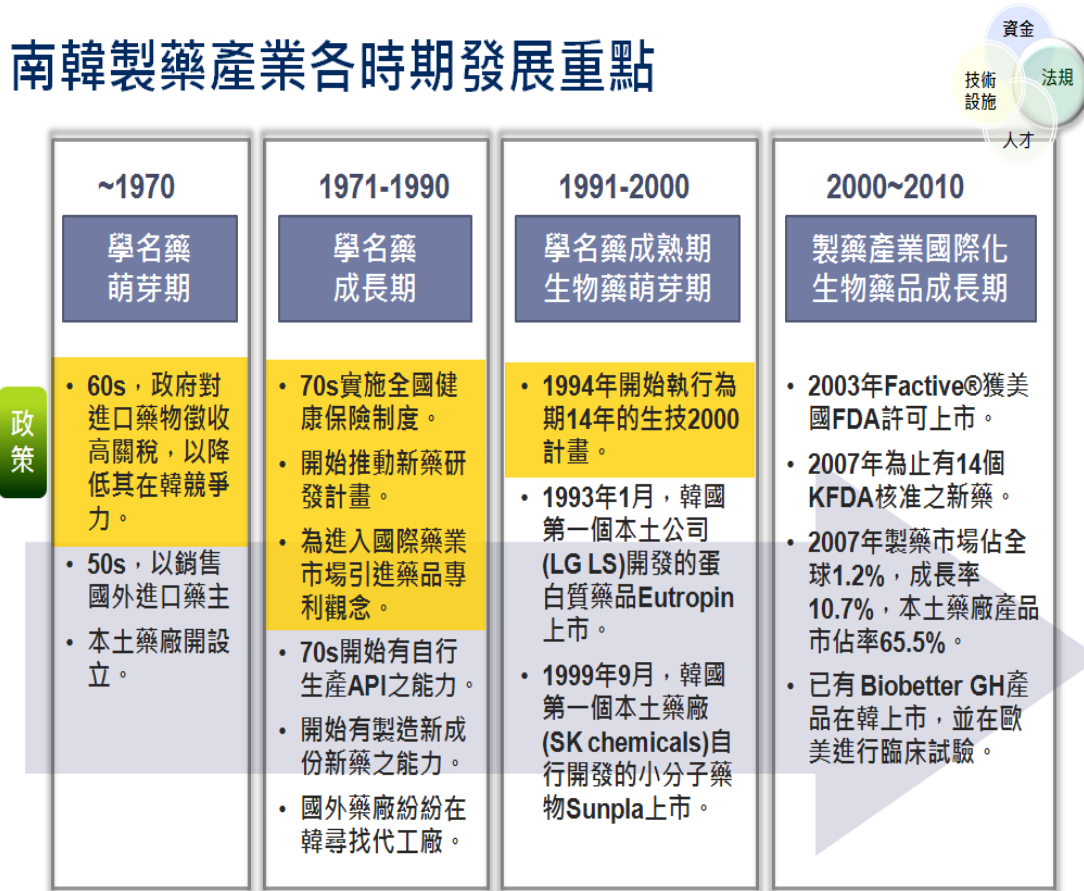 南韓製藥產業各時期發展重點
資金
技術
設施
法規
人才
~1970
學名藥
萌芽期
政
策
• 60s，政府對
進口藥物徵收
高關稅，以降
低其在韓競爭
力。
• 50s，以銷售
國外進口藥主
• 本土藥廠開設
立。
1971-1990
學名藥
成長期
• 70s實施全國健
康保險制度。
• 開始推動新藥研
發計畫。
• 為進入國際藥業
市場引進藥品專
利觀念。
• 70s開始有自行
生產API之能力。
• 開始有製造新成
份新藥之能力。
• 國外藥廠紛紛在
韓尋找代工廠。
1991-2000
學名藥成熟期
生物藥萌芽期
• 1994年開始執行為
期14年的生技2000
計畫。
• 1993年1月，韓國
第一個本土公司
(LG LS)開發的蛋
白質藥品Eutropin
上市。
• 1999年9月，韓國
第一個本土藥廠
(SK chemicals)自
行開發的小分子藥
物Sunpla上市。
2000~2010
製藥產業國際化
生物藥品成長期
• 2003年Factive®獲美
國FDA許可上市。
• 2007年為止有14個
KFDA核准之新藥。
• 2007年製藥市場佔全
球1.2%，成長率
10.7%，本土藥廠產品
市佔率65.5%。
• 已有 Biobetter GH產
品在韓上市，並在歐
美進行臨床試驗。